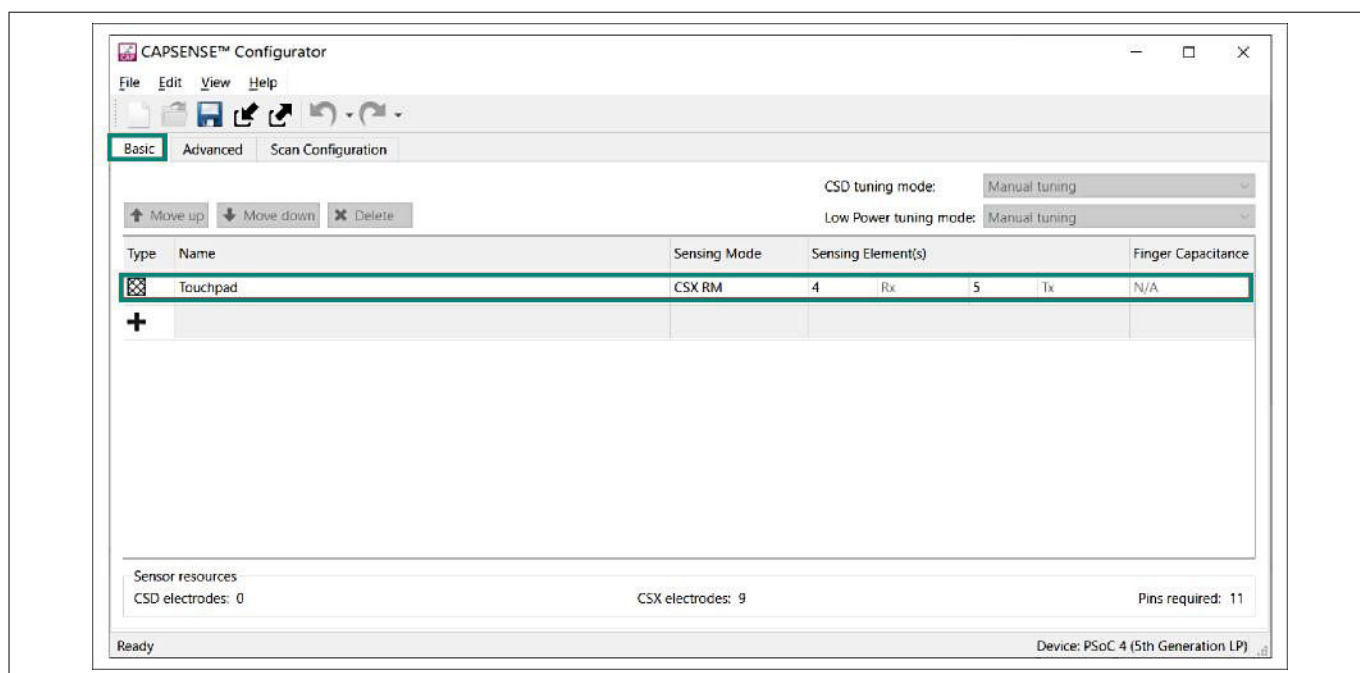 CAPSENSE™ Configurator
File Edit View Help
Basic Advanced Scan Configuration
CSD tuning mode: Manual tuning
Move up Move down Delete Low Power tuning mode: Manual tuning
Type Name Sensing Mode Sensing Element(s) Finger Capacitance
Touchpad CSX RM 4 Rx 5 Tx N/A
Sensor resources
CSD electrodes: 0 CSX electrodes: 9 Pins required: 11
Ready Device: PSoC 4 (5th Generation LP)